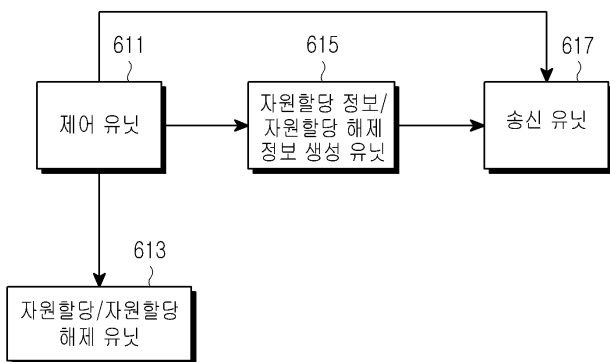 611
제어 유닛
615
자원할당 정보/
자원할당 해제
정보 생성 유닛
617
송신 유닛
613
자원할당/자원할당
해제 유닛